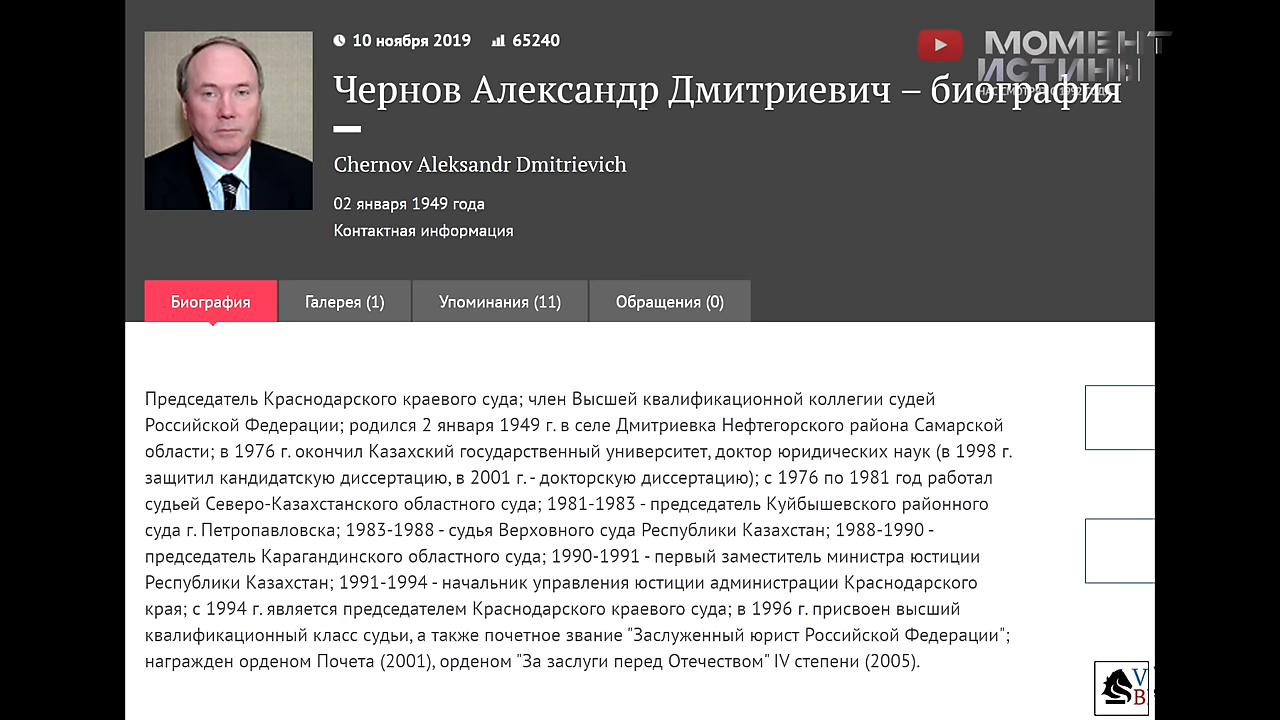 10 ноября 2019 65240
МОМЕНТ
ИСТИНЫ
Чернов Александр Дмитриевич – биография
Chernov Aleksandr Dmitrievich
02 января 1949 года
Контактная информация
Биография Галерея (1) Упоминания (11) Обращения (0)
Председатель Краснодарского краевого суда; член Высшей квалификационной коллегии судей
Российской Федерации; родился 2 января 1949 г. в селе Дмитриевка Нефтегорского района Самарской
области; в 1976 г. окончил Казахский государственный университет, доктор юридических наук (в 1998 г.
защитил кандидатскую диссертацию, в 2001 г. - докторскую диссертацию); с 1976 по 1981 год работал
судьей Северо-Казахстанского областного суда; 1981-1983 - председатель Куйбышевского районного
суда г. Петропавловска; 1983-1988 - судья Верховного суда Республики Казахстан; 1988-1990 -
председатель Карагандинского областного суда; 1990-1991 - первый заместитель министра юстиции
Республики Казахстан; 1991-1994 - начальник управления юстиции администрации Краснодарского
края; с 1994 г. является председателем Краснодарского краевого суда; в 1996 г. присвоен высший
квалификационный класс судьи, а также почетное звание "Заслуженный юрист Российской Федерации";
награжден орденом Почета (2001), орденом "За заслуги перед Отечеством" IV степени (2005).
V
B